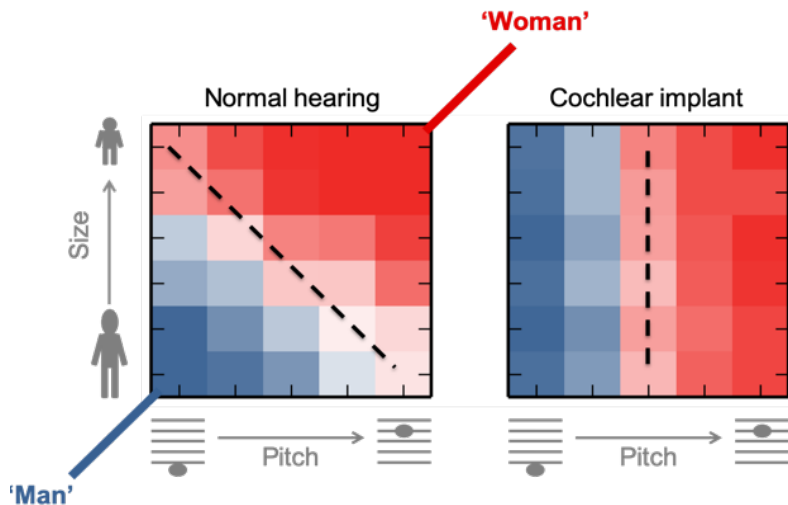 ‘Woman’
Normal hearing
Cochlear implant
Size
Pitch
Pitch
‘Man’